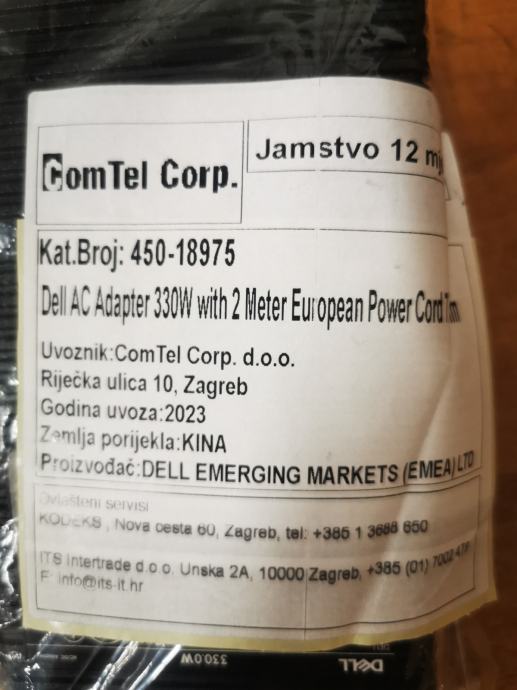 ComTel Corp.
Jamstvo 12 mj
Kat.Broj: 450-18975
Dell AC Adapter 330W with 2 Meter European Power Cord
Uvoznik:ComTel Corp. d.o.o.
Riječka ulica 10, Zagreb
Godina uvoza:2023
Zemlja porijekla:KINA
Proizvođač:DELL EMERGING MARKETS (EMEA) LTD
Ovlašteni servisi
KODEKS , Nova cesta 60, Zagreb, tel: +385 1 3688 650
ITS Intertrade d.o.o. Unska 2A, 10000 Zagreb, +385 (01)
E: info@its-it.hr
330.0W
DELL